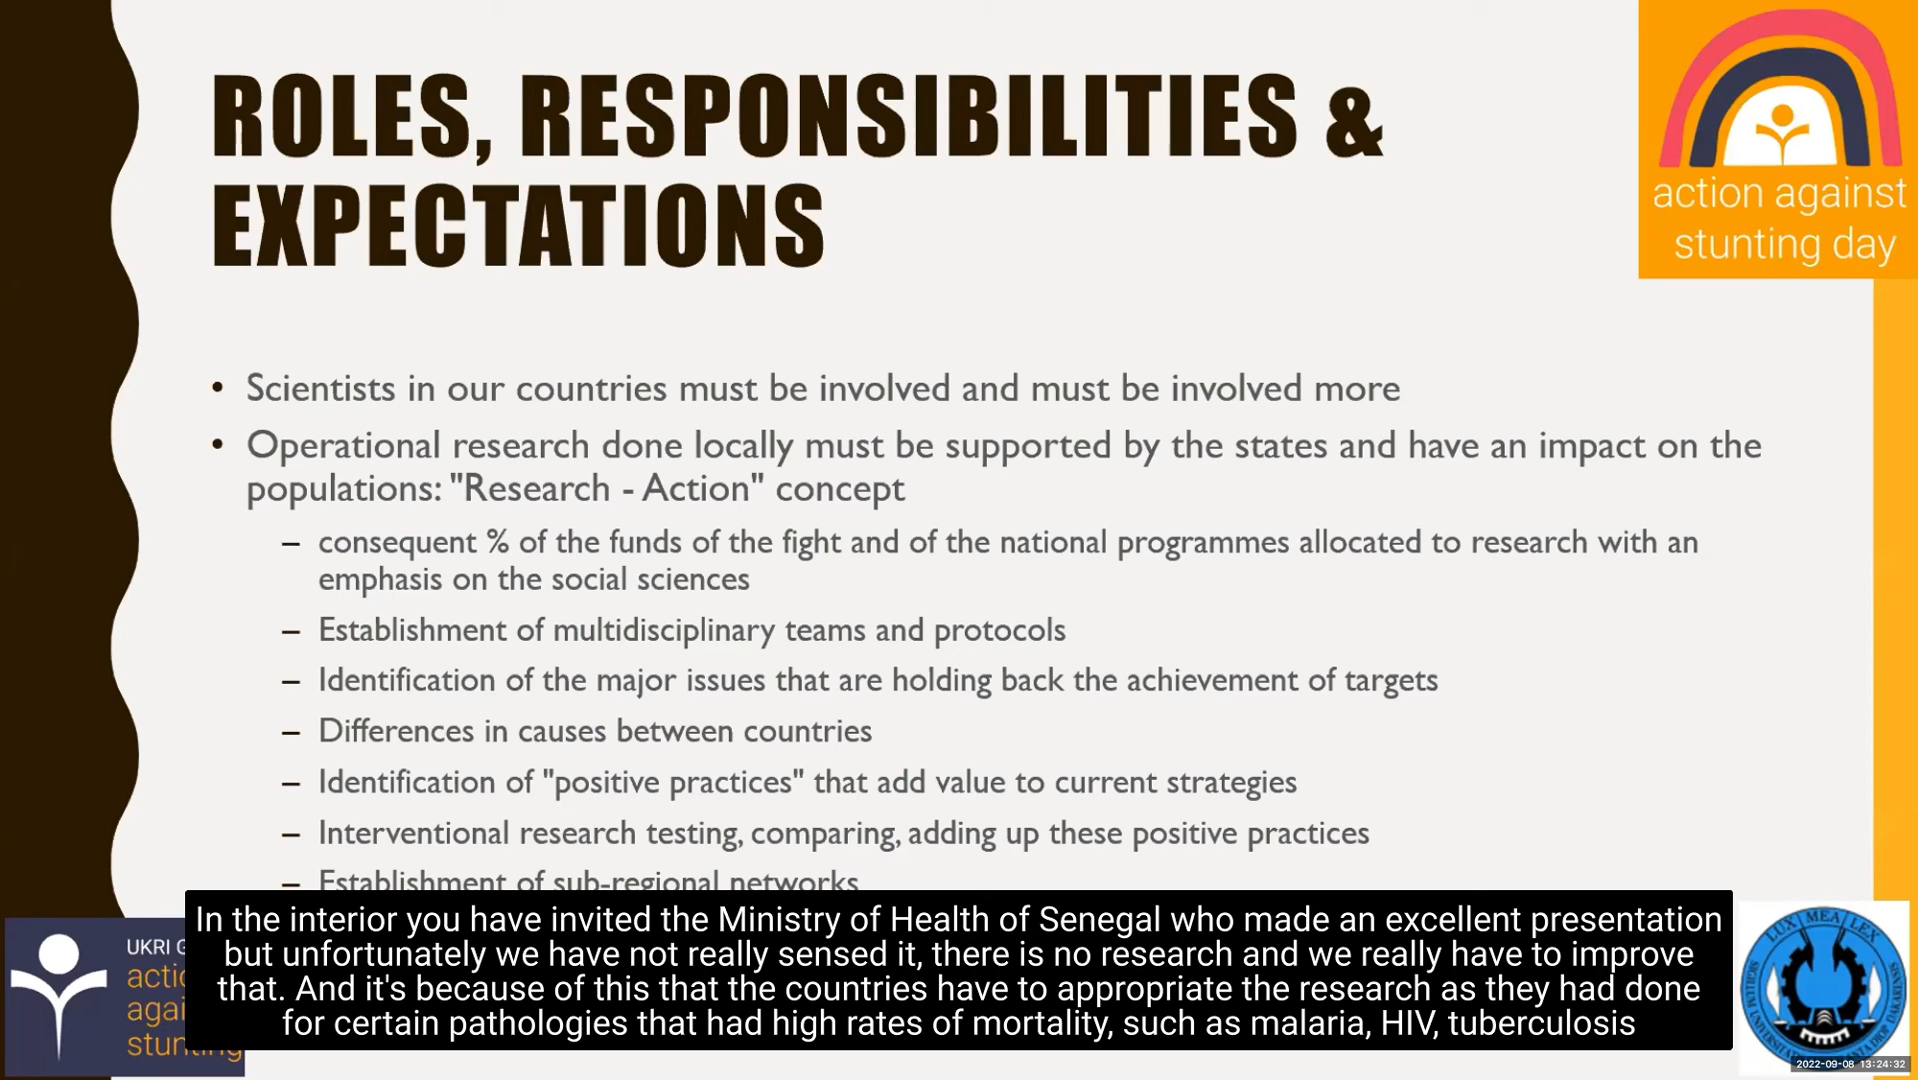 ROLES, RESPONSIBILITIES &
EXPECTATIONS
action against
stunting day
• Scientists in our countries must be involved and must be involved more
• Operational research done locally must be supported by the states and have an impact on the
populations: "Research - Action" concept
– consequent % of the funds of the fight and of the national programmes allocated to research with an
emphasis on the social sciences
– Establishment of multidisciplinary teams and protocols
– Identification of the major issues that are holding back the achievement of targets
– Differences in causes between countries
– Identification of "positive practices" that add value to current strategies
– Interventional research testing, comparing, adding up these positive practices
– Establishment of sub-regional networks
In the interior you have invited the Ministry of Health of Senegal who made an excellent presentation
but unfortunately we have not really sensed it, there is no research and we really have to improve
that. And it's because of this that the countries have to appropriate the research as they had done
for certain pathologies that had high rates of mortality, such as malaria, HIV, tuberculosis
UKRI
stunting
LUX MEA LEX
2022-09-08 13:24:32